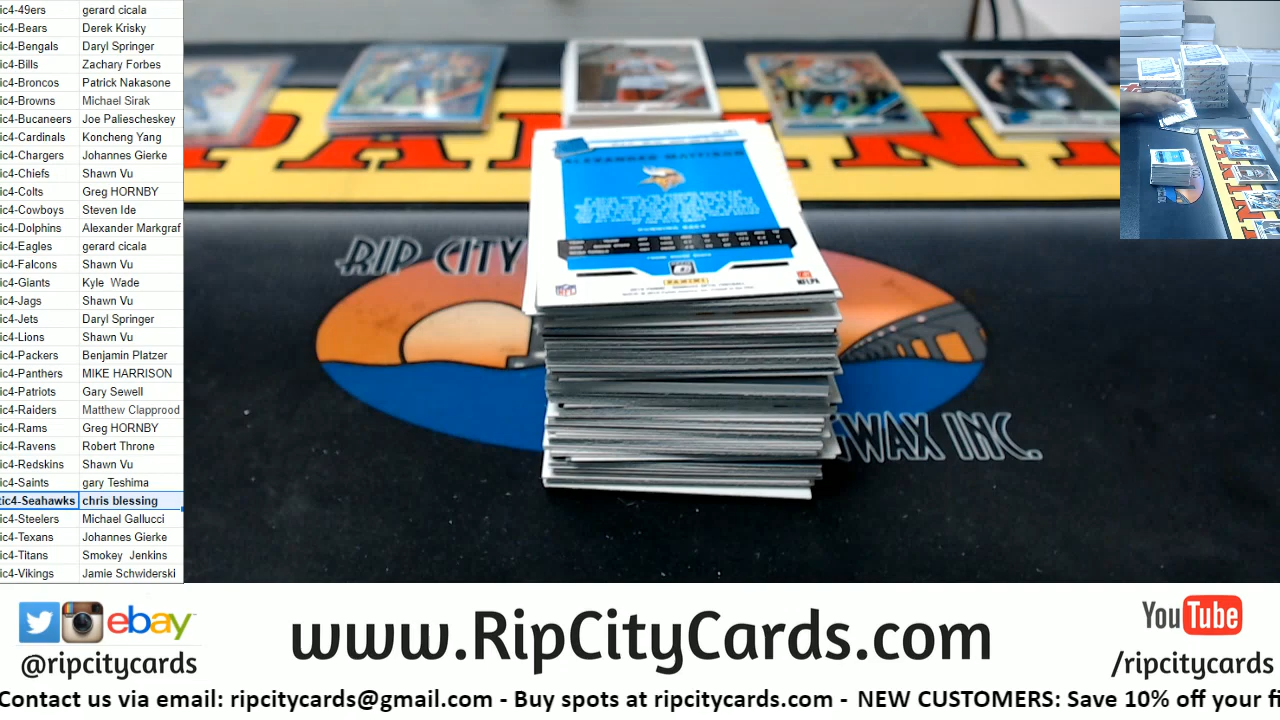 ic4-49ers gerard cicala
ic4-Bears Derek Krisky
ic4-Bengals Daryl Springer
ic4-Bills Zachary Forbes
ic4-Broncos Patrick Nakasone
ic4-Browns Michael Sirak
ic4-Bucaneers Joe Paliescheskey
ic4-Cardinals Koncheng Yang
ic4-Chargers Johannes Gierke
ic4-Chiefs Shawn Vu
ic4-Colts Greg HORNBY
ic4-Cowboys Steven Ide
ic4-Dolphins Alexander Markgraf
ic4-Eagles gerard cicala
ic4-Falcons Shawn Vu
ic4-Giants Kyle Wade
ic4-Jags Shawn Vu
ic4-Jets Daryl Springer
ic4-Lions Shawn Vu
ic4-Packers Benjamin Platzer
ic4-Panthers MIKE HARRISON
ic4-Patriots Gary Sewell
ic4-Raiders Matthew Clapprood
ic4-Rams Greg HORNBY
ic4-Ravens Robert Throne
ic4-Redskins Shawn Vu
ic4-Saints gary Teshima
tic4-Seahawks chris blessing
ic4-Steelers Michael Gallucci
ic4-Texans Johannes Gierke
ic4-Titans Smokey Jenkins
ic4-Vikings Jamie Schwiderski
PANINI
ALEXANDER MATTISON
RUNNING BACK
PANINI
NFL
NFLPA
RIP CITY
WAX INC.
ebay
@ripcitycards
www.RipCityCards.com
YouTube
/ripcitycards
Contact us via email: ripcitycards@gmail.com - Buy spots at ripcitycards.com - NEW CUSTOMERS: Save 10% off your fi